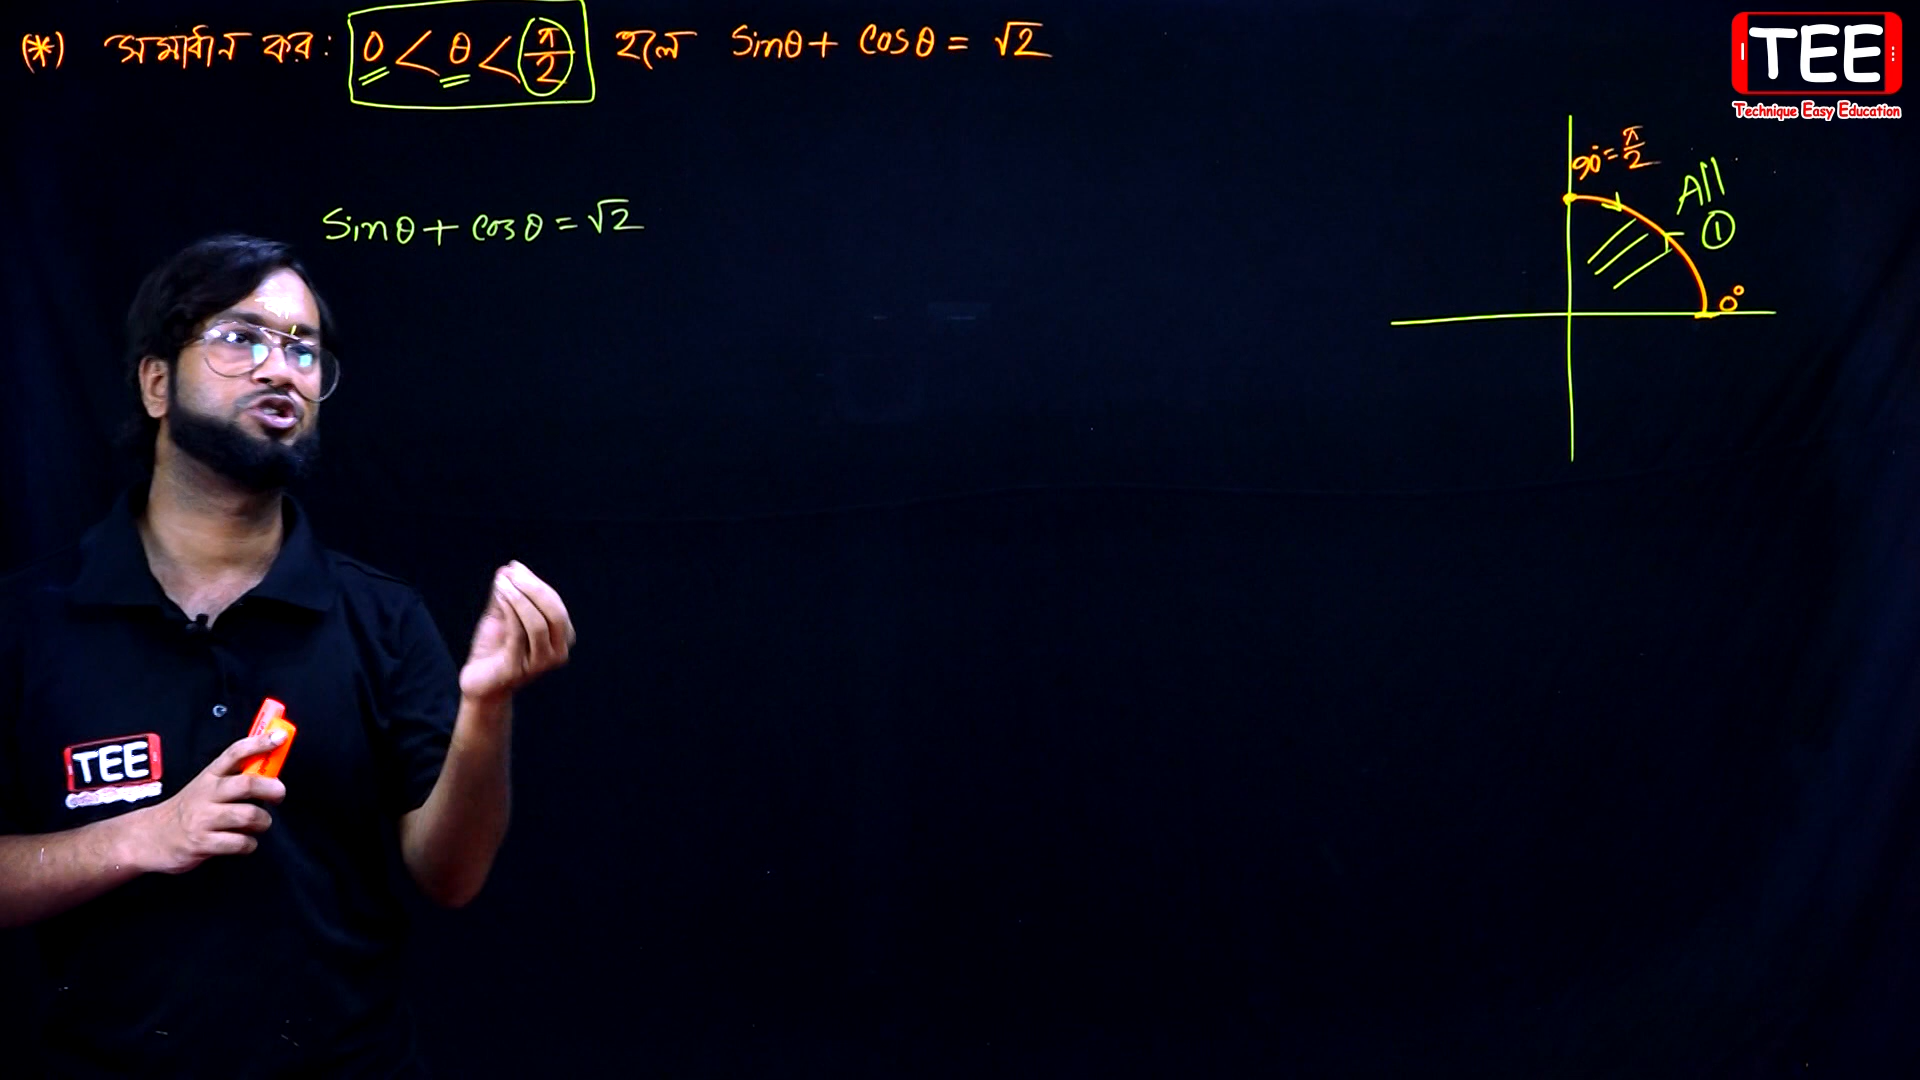 (*) সমাধান কর: 0 < θ < π/2 হলে Sinθ + Cosθ = √2
TEE
Technique Easy Education
90° = π/2
All
①
0°
Sinθ + Cosθ = √2
TEE